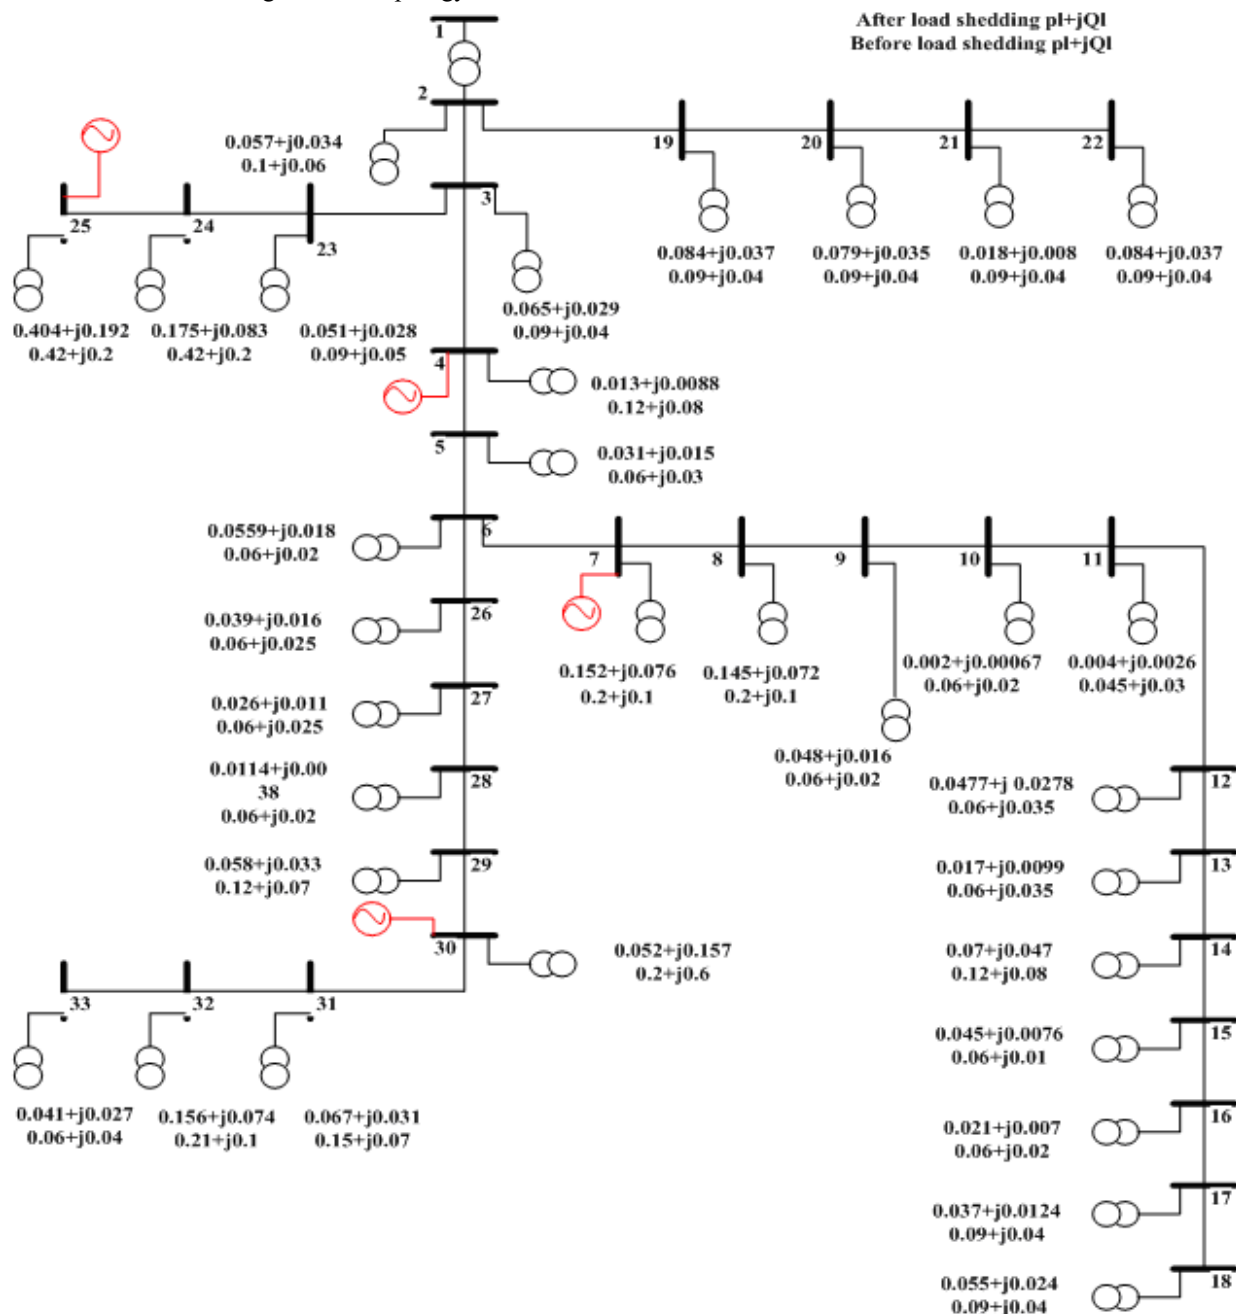 After load shedding pl+jQl
Before load shedding pl+jQl
1
2
0.057+j0.034
0.1+j0.06
19
20
21
22
0.084+j0.037
0.09+j0.04
0.079+j0.035
0.09+j0.04
0.018+j0.008
0.09+j0.04
0.084+j0.037
0.09+j0.04
3
25
24
23
0.404+j0.192
0.42+j0.2
0.175+j0.083
0.42+j0.2
0.051+j0.028
0.09+j0.05
0.065+j0.029
0.09+j0.04
4
0.013+j0.0088
0.12+j0.08
5
0.031+j0.015
0.06+j0.03
6
0.0559+j0.018
0.06+j0.02
7
8
9
10
11
0.152+j0.076
0.2+j0.1
0.145+j0.072
0.2+j0.1
0.048+j0.016
0.06+j0.02
0.002+j0.00067
0.06+j0.02
0.004+j0.0026
0.045+j0.03
26
0.039+j0.016
0.06+j0.025
27
0.026+j0.011
0.06+j0.025
28
0.0114+j0.00
38
0.06+j0.02
29
0.058+j0.033
0.12+j0.07
30
0.052+j0.157
0.2+j0.6
33
32
31
0.041+j0.027
0.06+j0.04
0.156+j0.074
0.21+j0.1
0.067+j0.031
0.15+j0.07
12
0.0477+j 0.0278
0.06+j0.035
13
0.017+j0.0099
0.06+j0.035
14
0.07+j0.047
0.12+j0.08
15
0.045+j0.0076
0.06+j0.01
16
0.021+j0.007
0.06+j0.02
17
0.037+j0.0124
0.09+j0.04
18
0.055+j0.024
0.09+j0.04